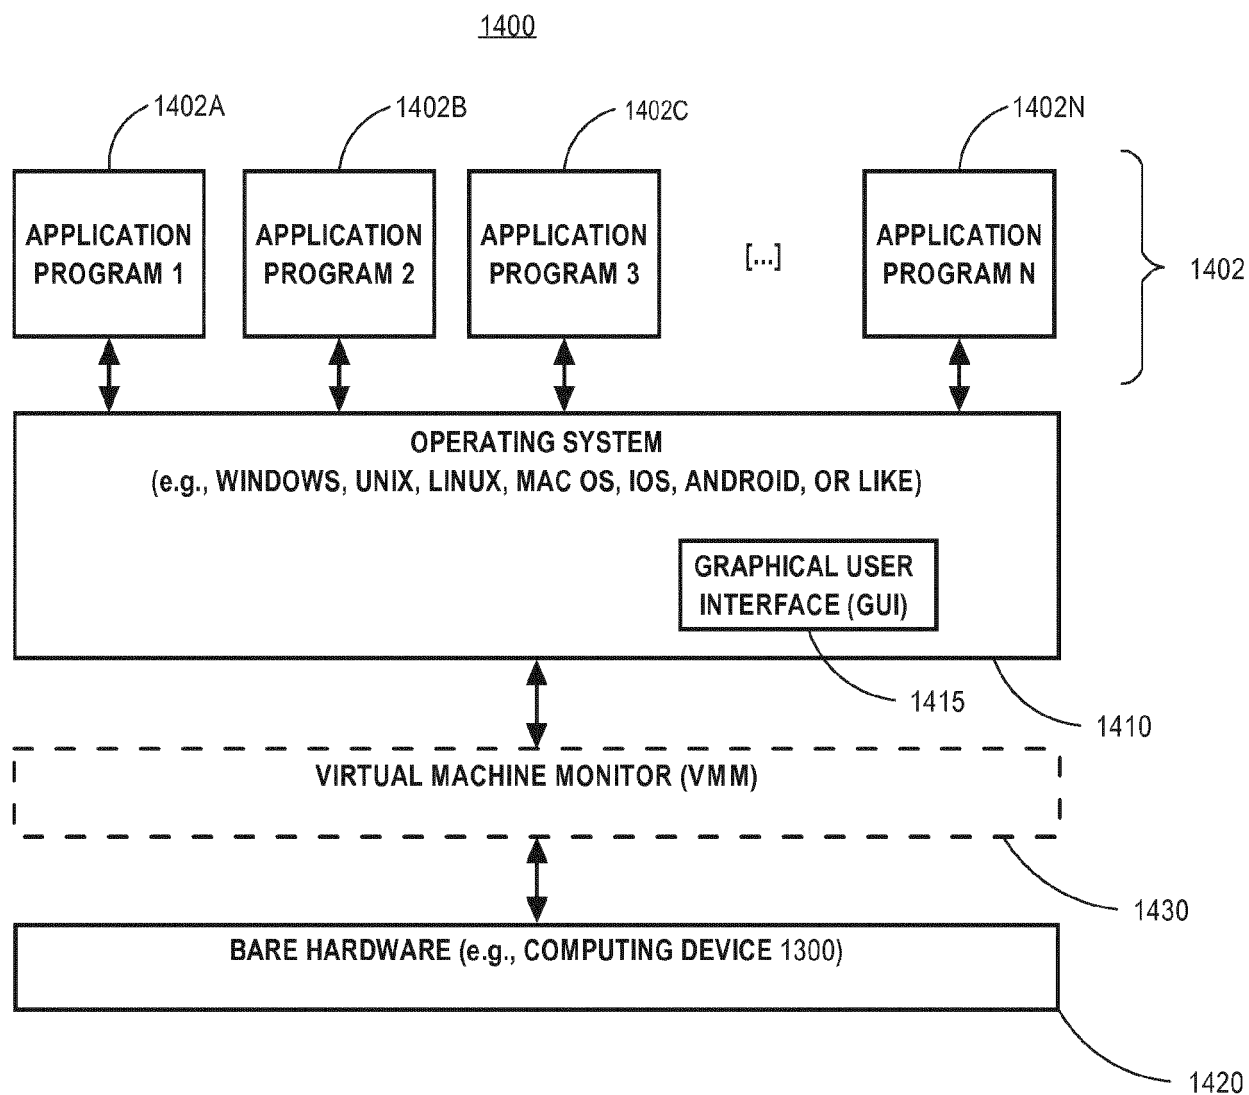 1400
1402A
1402B
1402C
1402N
APPLICATION
PROGRAM 1
APPLICATION
PROGRAM 2
APPLICATION
PROGRAM 3
[...]
APPLICATION
PROGRAM N
1402
OPERATING SYSTEM
(e.g., WINDOWS, UNIX, LINUX, MAC OS, IOS, ANDROID, OR LIKE)
GRAPHICAL USER
INTERFACE (GUI)
1415
1410
VIRTUAL MACHINE MONITOR (VMM)
1430
BARE HARDWARE (e.g., COMPUTING DEVICE 1300)
1420